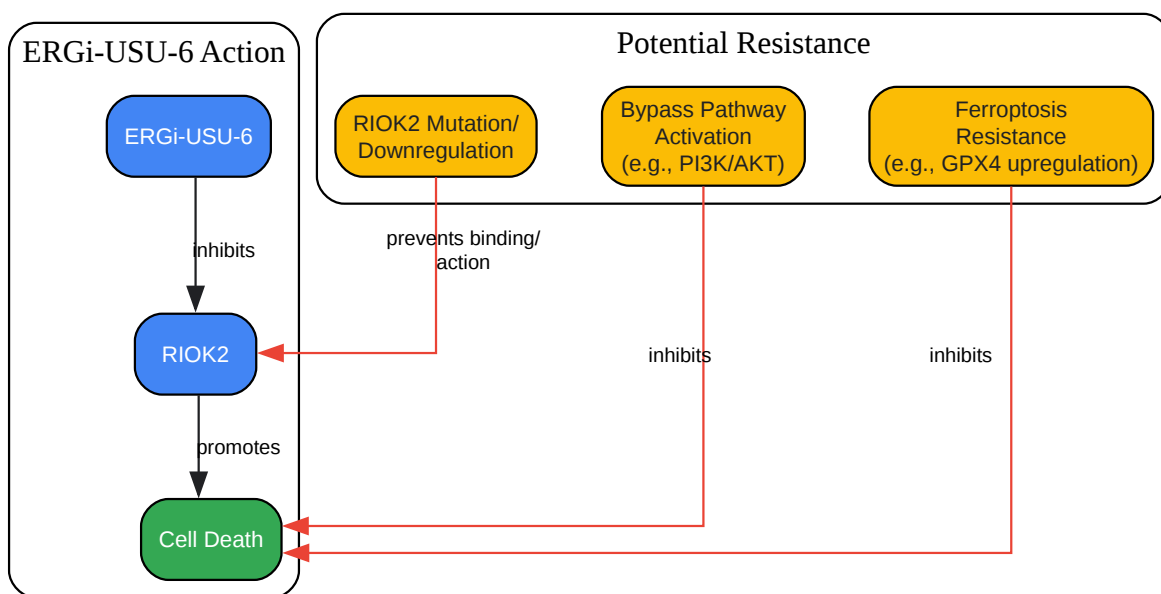 ERGi-USU-6 Action
Potential Resistance
ERGi-USU-6
RIOK2 Mutation/
Downregulation
Bypass Pathway
Activation
(e.g., PI3K/AKT)
Ferroptosis
Resistance
(e.g., GPX4 upregulation)
inhibits
prevents binding/
action
RIOK2
inhibits
inhibits
promotes
Cell Death